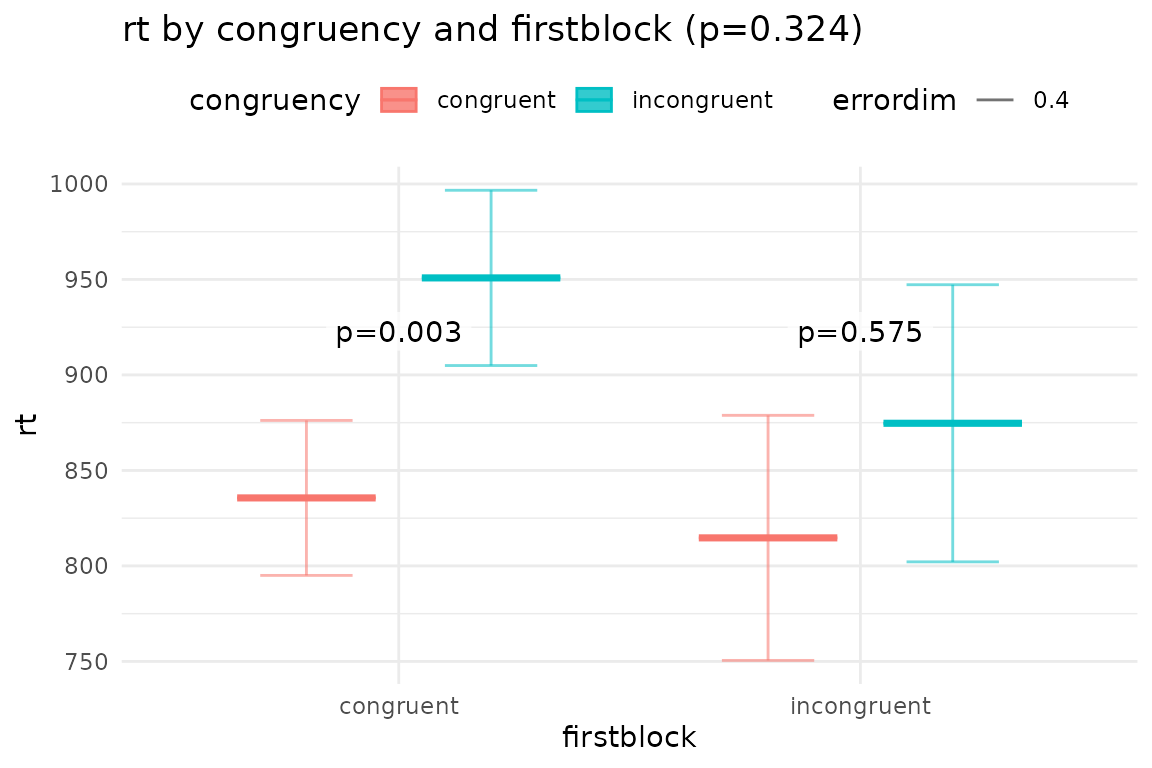 rt by congruency and firstblock (p=0.324)
congruency congruent incongruent errordim 0.4
1000
950
900
850
800
750
rt
p=0.003 p=0.575
congruent incongruent
firstblock